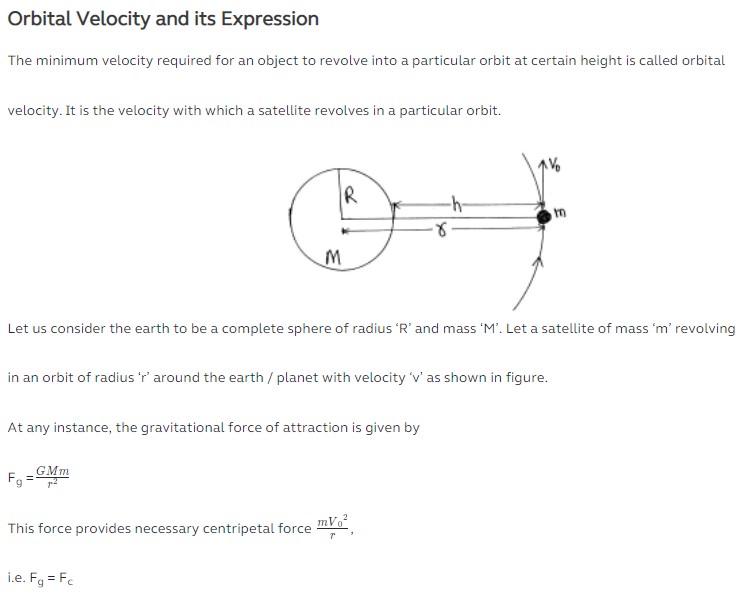 Orbital Velocity and its Expression
The minimum velocity required for an object to revolve into a particular orbit at certain height is called orbital
velocity. It is the velocity with which a satellite revolves in a particular orbit.
V₀
R
h
m
r
M
Let us consider the earth to be a complete sphere of radius ‘R’ and mass ‘M’. Let a satellite of mass ‘m’ revolving
in an orbit of radius ‘r’ around the earth / planet with velocity ‘v’ as shown in figure.
At any instance, the gravitational force of attraction is given by
F_g = \frac{GMm}{r^2}
This force provides necessary centripetal force \frac{mV_0^2}{r},
i.e. F_g = F_c